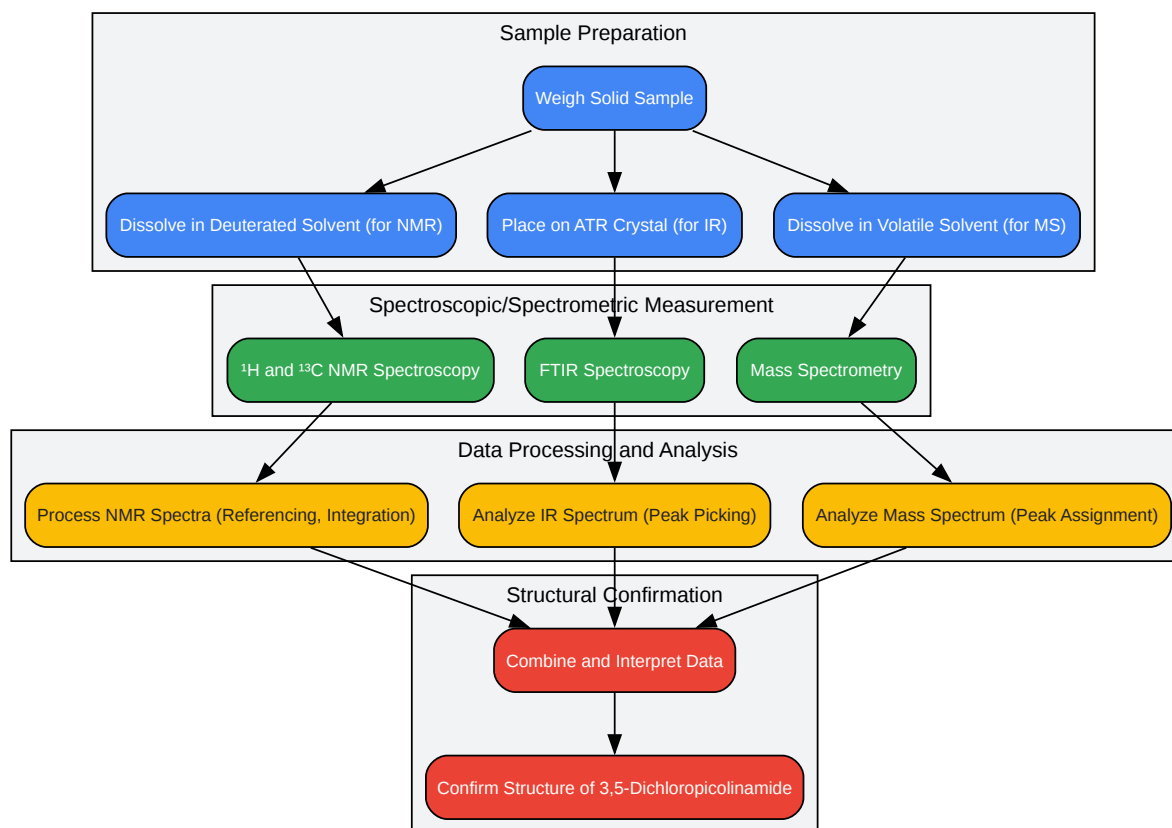 Sample Preparation
Weigh Solid Sample
Dissolve in Deuterated Solvent (for NMR)
Place on ATR Crystal (for IR)
Dissolve in Volatile Solvent (for MS)
Spectroscopic/Spectrometric Measurement
¹H and ¹³C NMR Spectroscopy
FTIR Spectroscopy
Mass Spectrometry
Data Processing and Analysis
Process NMR Spectra (Referencing, Integration)
Analyze IR Spectrum (Peak Picking)
Analyze Mass Spectrum (Peak Assignment)
Structural Confirmation
Combine and Interpret Data
Confirm Structure of 3,5-Dichloropicolinamide